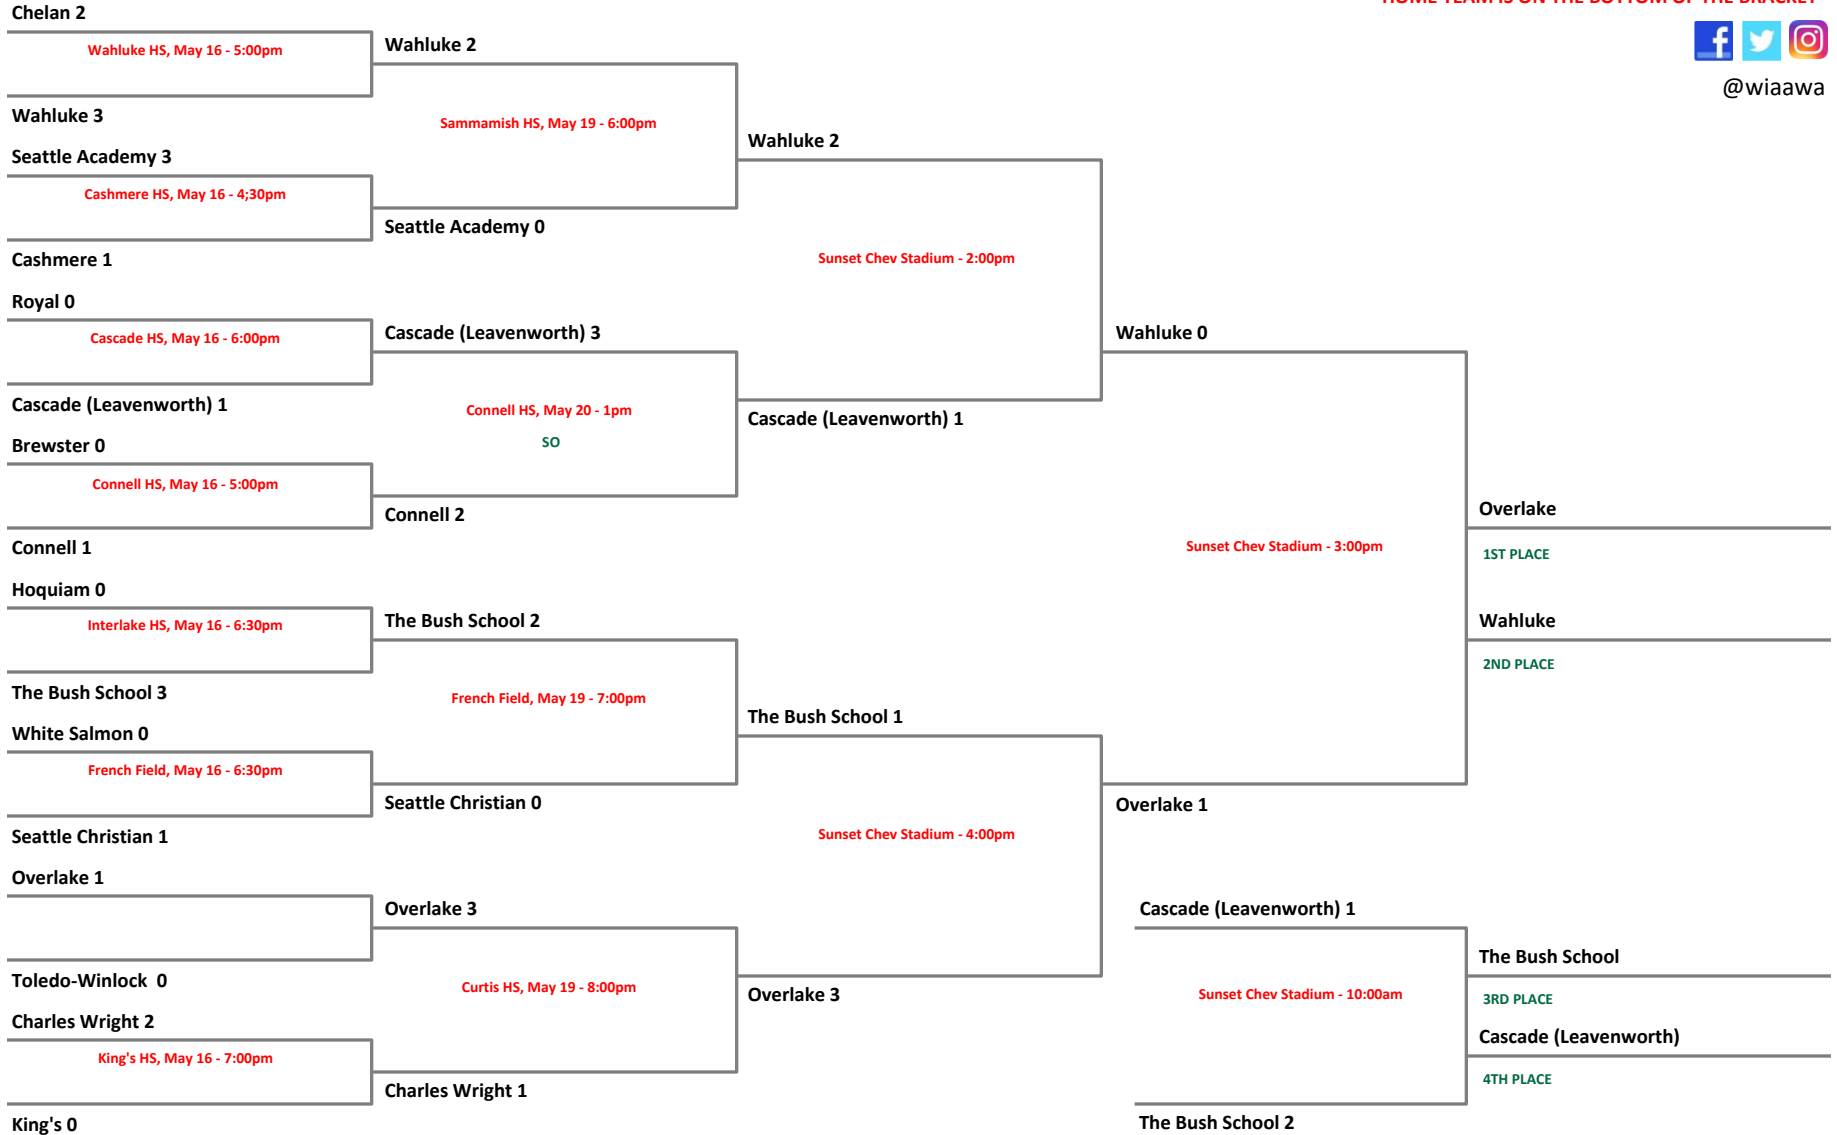 HOME TEAM IS ON THE BOTTOM OF THE BRACKET
@wiaawa
Chelan 2
Wahluke HS, May 16 - 5:00pm
Wahluke 3
Seattle Academy 3
Cashmere HS, May 16 - 4;30pm
Cashmere 1
Royal 0
Cascade HS, May 16 - 6:00pm
Cascade (Leavenworth) 1
Brewster 0
Connell HS, May 16 - 5:00pm
Connell 1
Hoquiam 0
Interlake HS, May 16 - 6:30pm
The Bush School 3
White Salmon 0
French Field, May 16 - 6:30pm
Seattle Christian 1
Overlake 1
Toledo-Winlock  0
Charles Wright 2
King's HS, May 16 - 7:00pm
King's 0
Wahluke 2
Sammamish HS, May 19 - 6:00pm
Seattle Academy 0
Cascade (Leavenworth) 3
Connell HS, May 20 - 1pm
SO
Connell 2
The Bush School 2
French Field, May 19 - 7:00pm
Seattle Christian 0
Overlake 3
Curtis HS, May 19 - 8:00pm
Charles Wright 1
Wahluke 2
Sunset Chev Stadium - 2:00pm
Cascade (Leavenworth) 1
The Bush School 1
Sunset Chev Stadium - 4:00pm
Overlake 3
Wahluke 0
Sunset Chev Stadium - 3:00pm
Overlake 1
Cascade (Leavenworth) 1
Sunset Chev Stadium - 10:00am
The Bush School 2
Overlake
1ST PLACE
Wahluke
2ND PLACE
The Bush School
3RD PLACE
Cascade (Leavenworth)
4TH PLACE